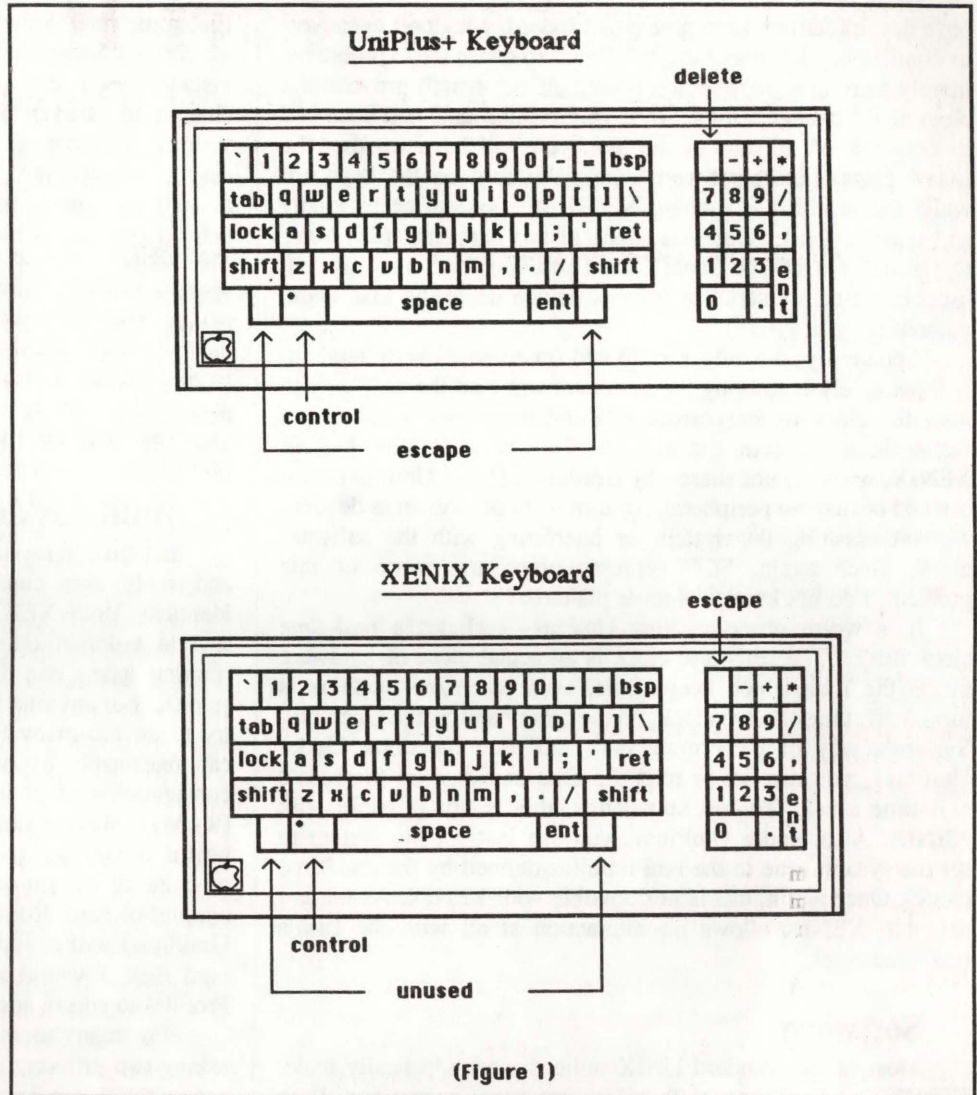 UniPlus+ Keyboard
delete
` 1 2 3 4 5 6 7 8 9 0 - = bsp
- + *
tab q w e r t y u i o p [ ] \
7 8 9 /
lock a s d f g h j k l ; ' ret
4 5 6 ,
shift z x c v b n m , . / shift
1 2 3 ent
space ent
0 .
control
escape
XENIX Keyboard
escape
` 1 2 3 4 5 6 7 8 9 0 - = bsp
- + *
tab q w e r t y u i o p [ ] \
7 8 9 /
lock a s d f g h j k l ; ' ret
4 5 6 ,
shift z x c v b n m , . / shift
1 2 3 ent
space ent
0 .
control
unused
(Figure 1)